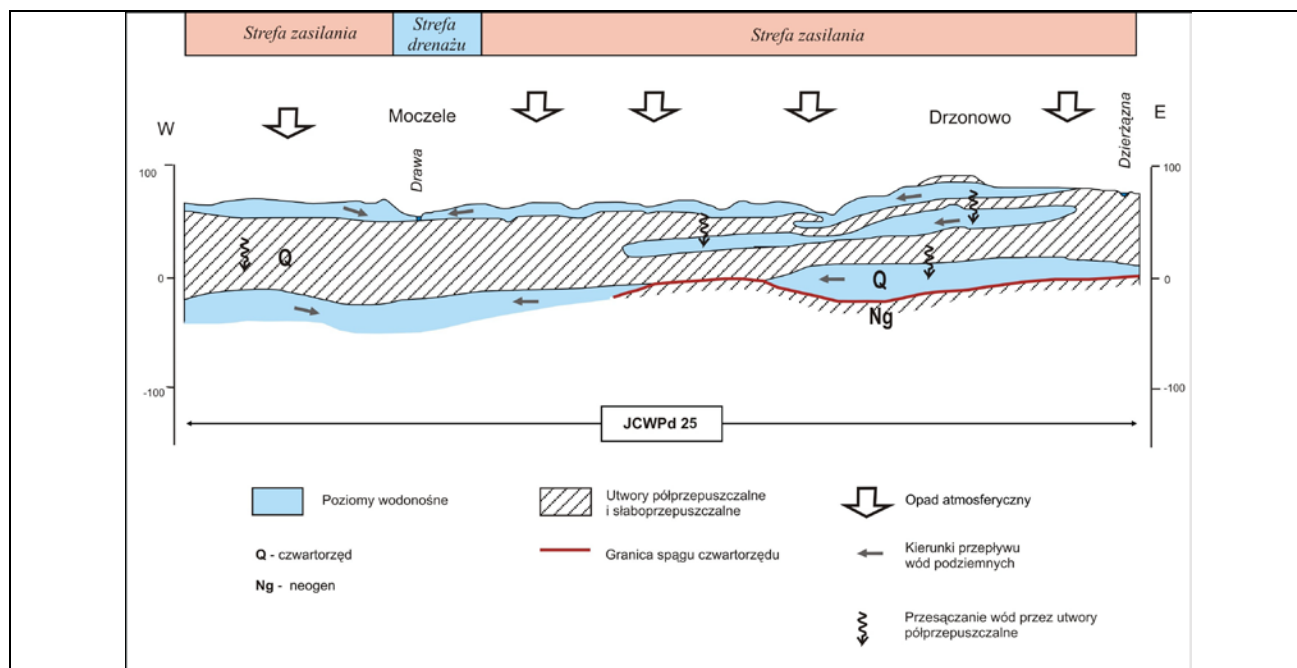 Strefa zasilania
Strefa
drenażu
Strefa zasilania
W
Moczele
Drzonowo
E
Drawa
Dzierżązna
100
100
Q
0
0
Q
Ng
-100
-100
JCWPd 25
Poziomy wodonośne
Utwory półprzepuszczalne
i słaboprzepuszczalne
Opad atmosferyczny
Q - czwartorzęd
Granica spągu czwartorzędu
Kierunki przepływu
wód podziemnych
Ng - neogen
Przesączanie wód przez utwory
półprzepuszczalne